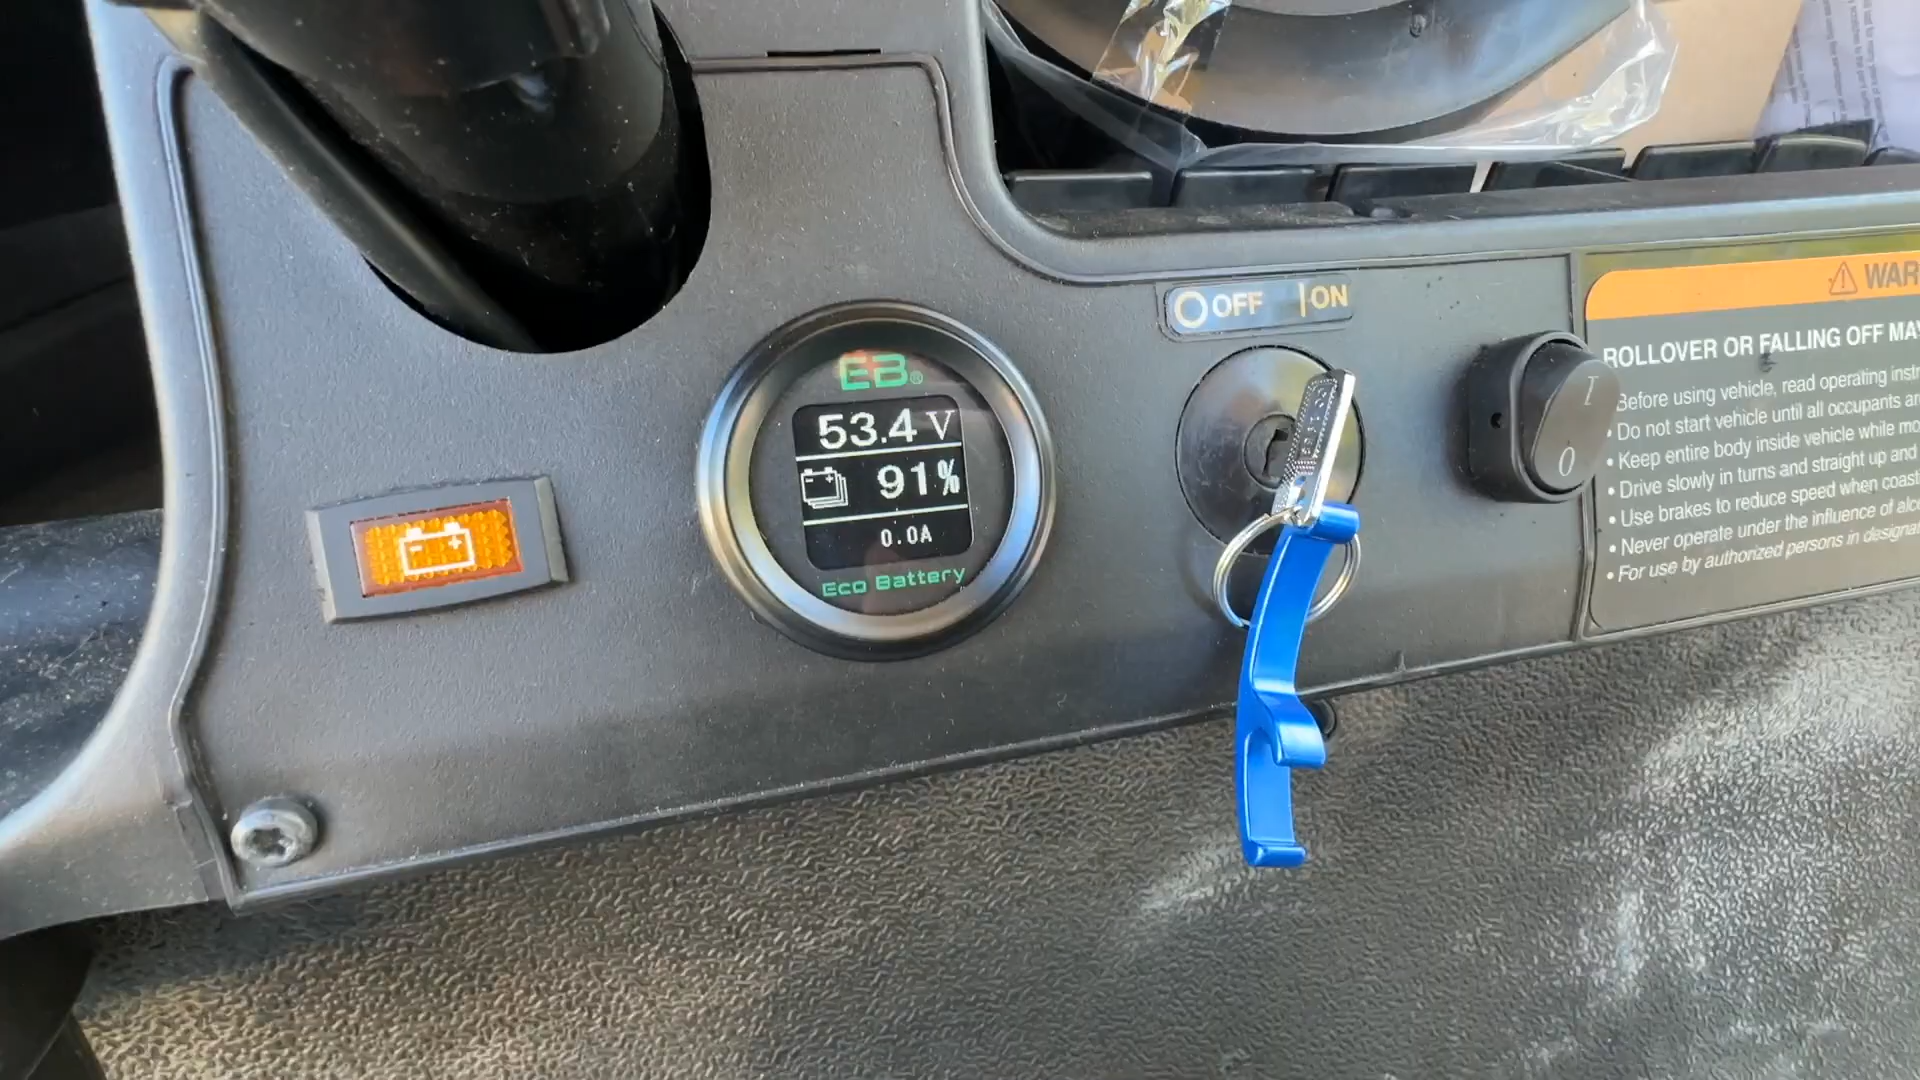 EB®
53.4 V
91%
0.0A
Eco Battery
OFF | ON
I
O
WAR
ROLLOVER OR FALLING OFF MA
Before using vehicle, read operating instr
• Do not start vehicle until all occupants ar
• Keep entire body inside vehicle while mo
• Drive slowly in turns and straight up and
• Use brakes to reduce speed when coast
• Never operate under the influence of alco
• For use by authorized persons in designa